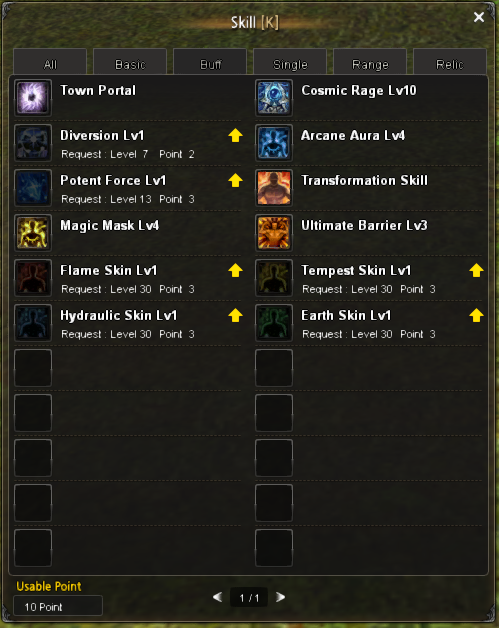 Skill [K]
All Basic Buff Single Range Relic
Town Portal
Cosmic Rage Lv10
Diversion Lv1
Request : Level 7 Point 2
Arcane Aura Lv4
Potent Force Lv1
Request : Level 13 Point 3
Transformation Skill
Magic Mask Lv4
Ultimate Barrier Lv3
Flame Skin Lv1
Request : Level 30 Point 3
Tempest Skin Lv1
Request : Level 30 Point 3
Hydraulic Skin Lv1
Request : Level 30 Point 3
Earth Skin Lv1
Request : Level 30 Point 3
Usable Point
10 Point
1 / 1